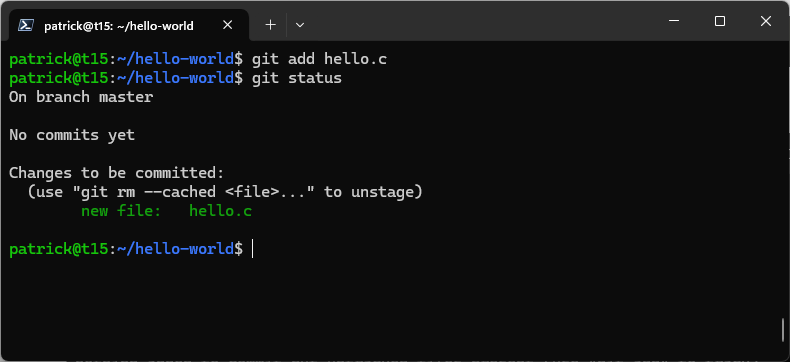 patrick@t15: ~/hello-world
patrick@t15:~/hello-world$ git add hello.c
patrick@t15:~/hello-world$ git status
On branch master
No commits yet
Changes to be committed:
  (use "git rm --cached <file>..." to unstage)
        new file:   hello.c
patrick@t15:~/hello-world$